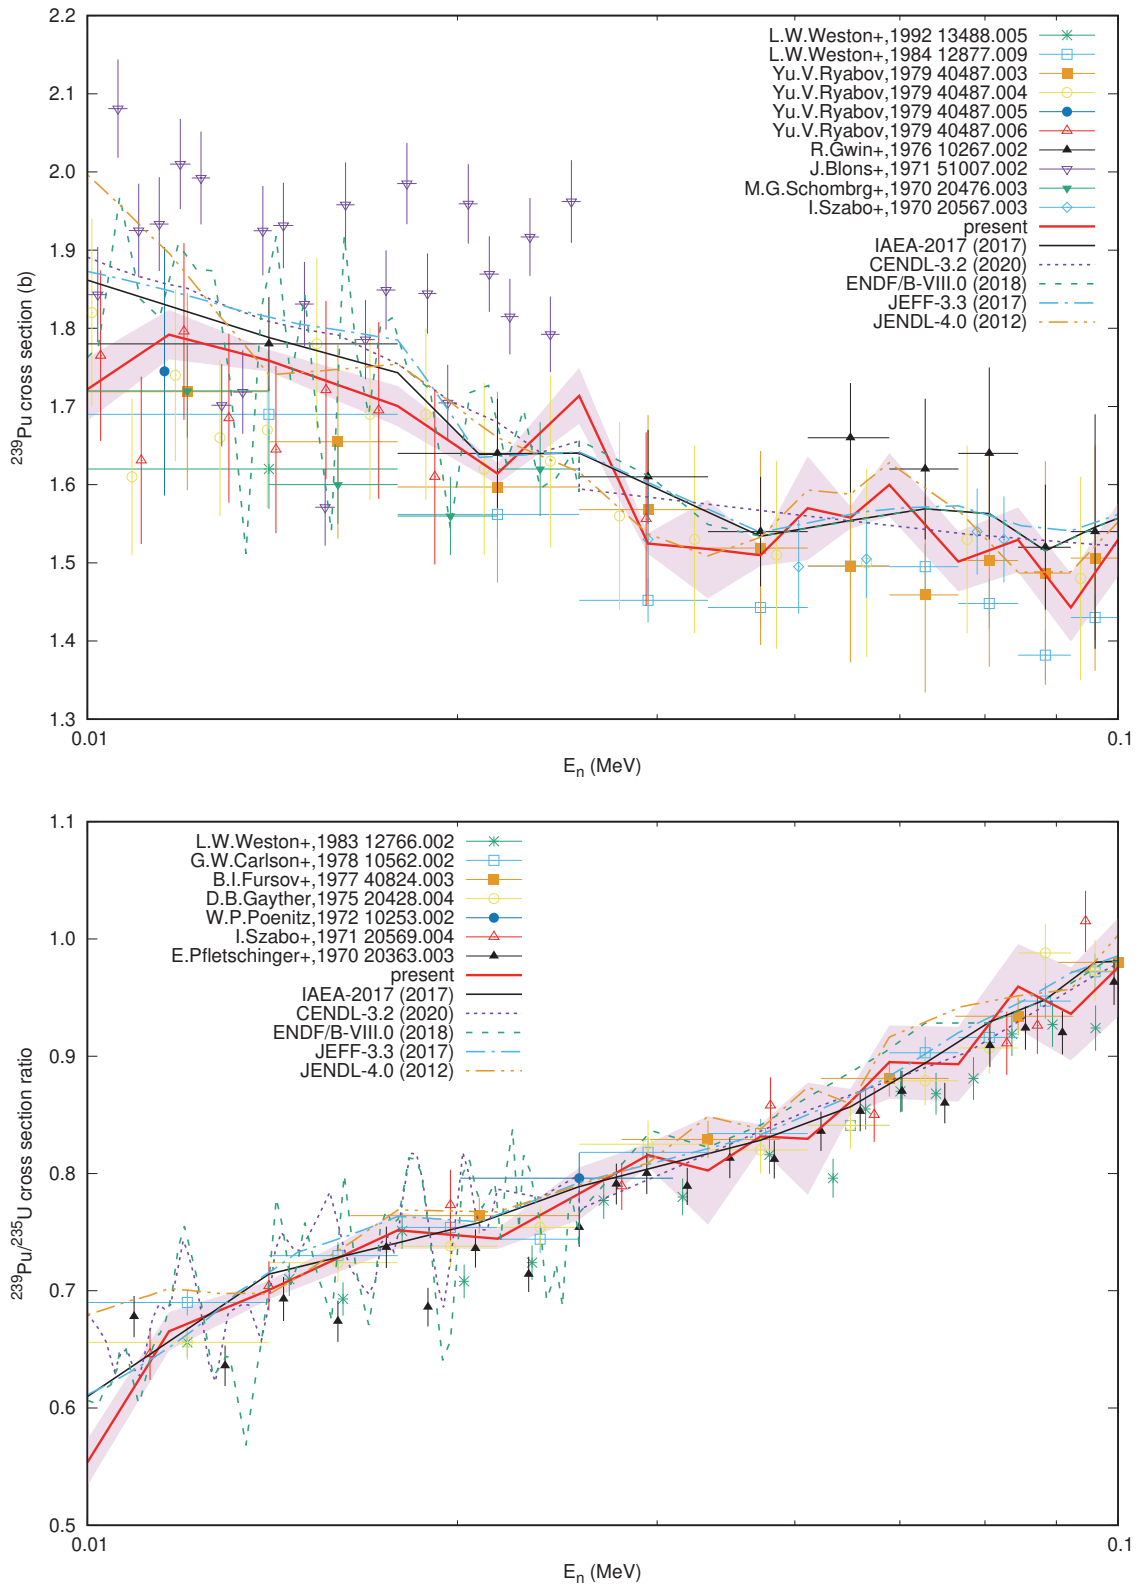 2.2
2.1
2.0
1.9
1.8
1.7
1.6
1.5
1.4
1.3
0.01
0.1
239Pu cross section (b)
En (MeV)
L.W.Weston+,1992 13488.005
L.W.Weston+,1984 12877.009
Yu.V.Ryabov,1979 40487.003
Yu.V.Ryabov,1979 40487.004
Yu.V.Ryabov,1979 40487.005
Yu.V.Ryabov,1979 40487.006
R.Gwin+,1976 10267.002
J.Blons+,1971 51007.002
M.G.Schombrg+,1970 20476.003
I.Szabo+,1970 20567.003
present
IAEA-2017 (2017)
CENDL-3.2 (2020)
ENDF/B-VIII.0 (2018)
JEFF-3.3 (2017)
JENDL-4.0 (2012)
1.1
1.0
0.9
0.8
0.7
0.6
0.5
0.01
0.1
239Pu/235U cross section ratio
En (MeV)
L.W.Weston+,1983 12766.002
G.W.Carlson+,1978 10562.002
B.I.Fursov+,1977 40824.003
D.B.Gayther,1975 20428.004
W.P.Poenitz,1972 10253.002
I.Szabo+,1971 20569.004
E.Pfletschinger+,1970 20363.003
present
IAEA-2017 (2017)
CENDL-3.2 (2020)
ENDF/B-VIII.0 (2018)
JEFF-3.3 (2017)
JENDL-4.0 (2012)